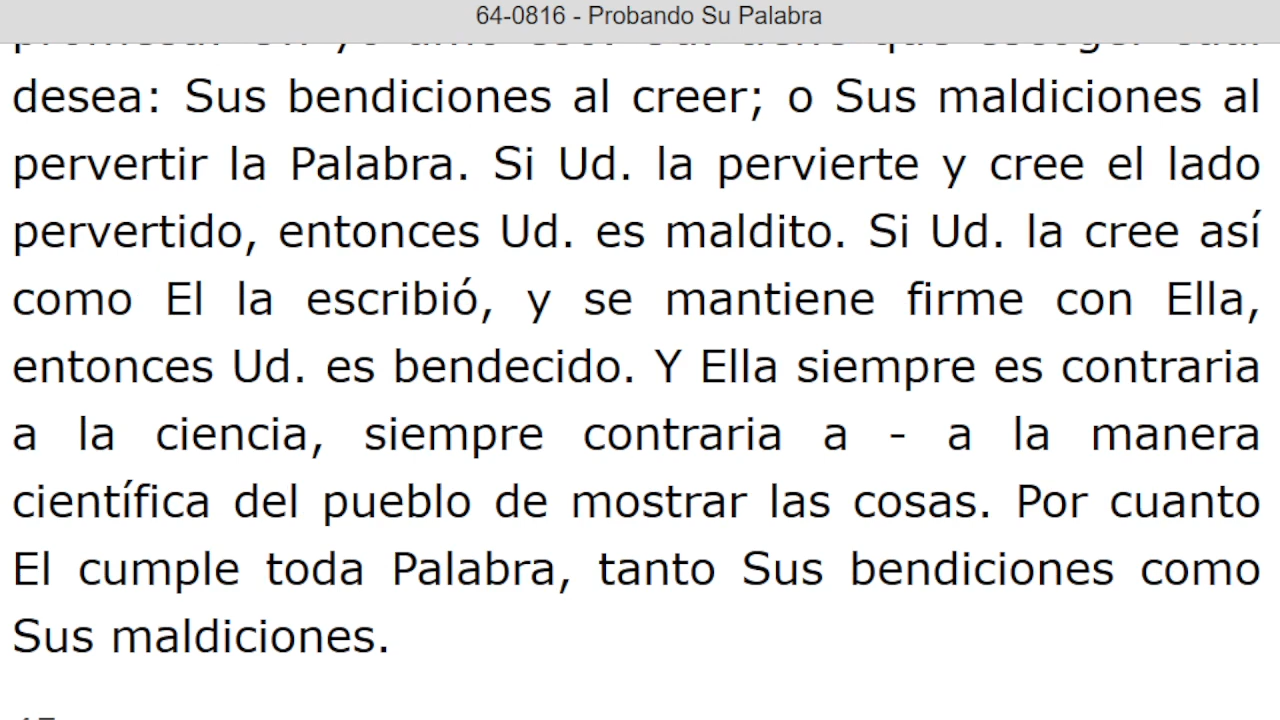 64-0816 - Probando Su Palabra
desea: Sus bendiciones al creer; o Sus maldiciones al
pervertir la Palabra. Si Ud. la pervierte y cree el lado
pervertido, entonces Ud. es maldito. Si Ud. la cree así
como El la escribió, y se mantiene firme con Ella,
entonces Ud. es bendecido. Y Ella siempre es contraria
a la ciencia, siempre contraria a - a la manera
científica del pueblo de mostrar las cosas. Por cuanto
El cumple toda Palabra, tanto Sus bendiciones como
Sus maldiciones.